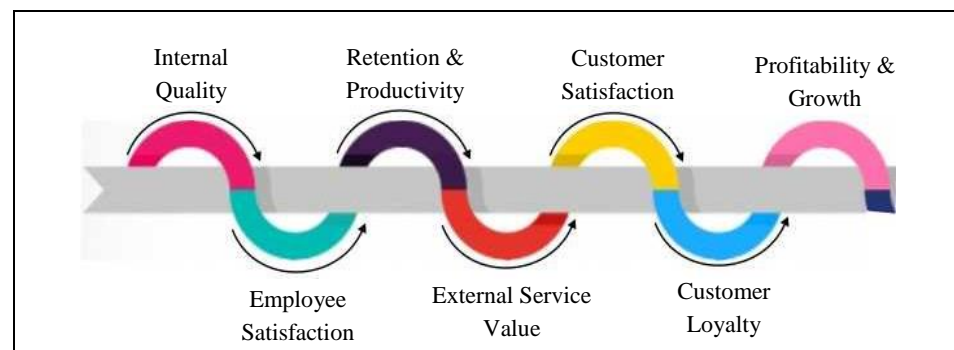 Internal
Quality
Retention &
Productivity
Customer
Satisfaction
Profitability &
Growth
Employee
Satisfaction
External Service
Value
Customer
Loyalty